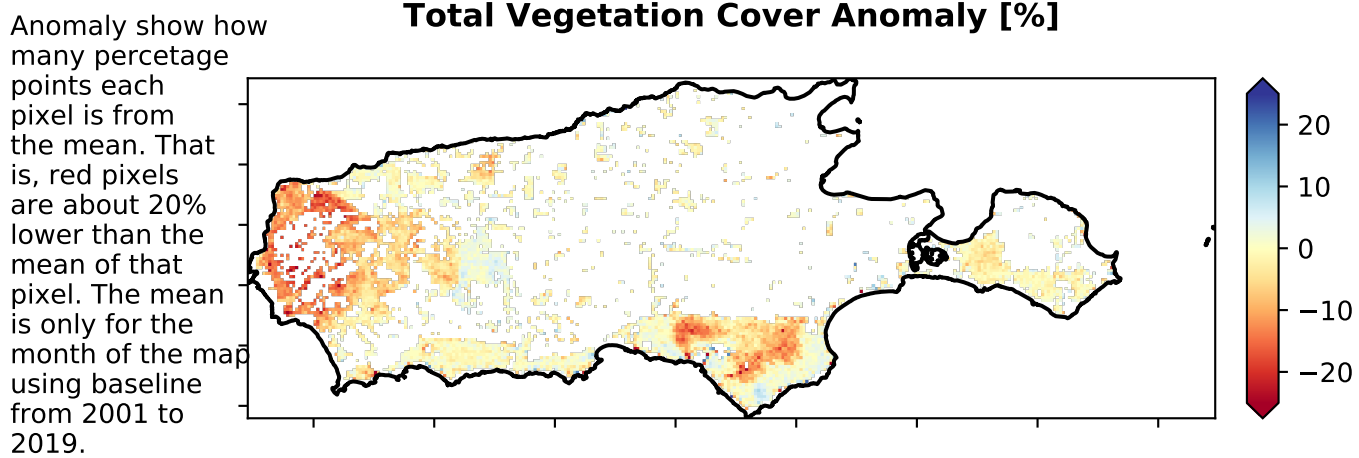 Total Vegetation Cover Anomaly [%]
Anomaly show how
many percetage
points each
pixel is from
the mean. That
is, red pixels
are about 20%
lower than the
mean of that
pixel. The mean
is only for the
month of the map
using baseline
from 2001 to
2019.
20
10
0
−10
−20